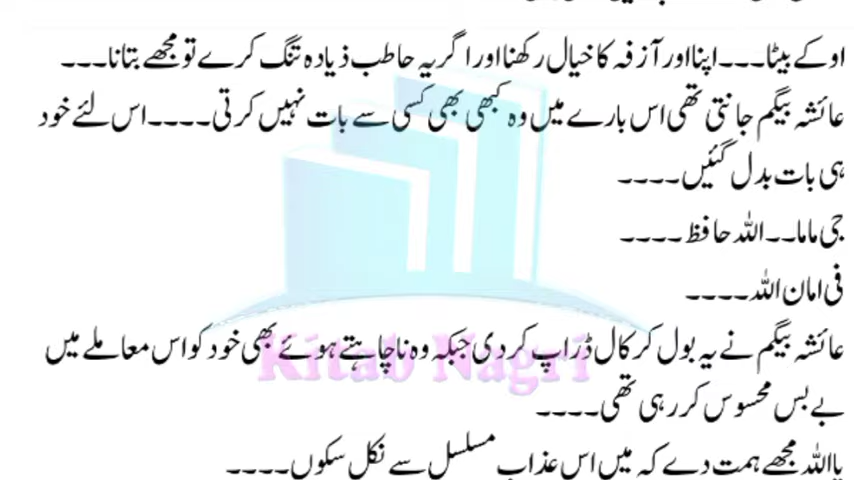 اوکے بیٹا۔۔۔ اپنا اور آزفہ کا خیال رکھنا اور اگر یہ حاطب ذیادہ تنگ کرے تو مجھے بتانا۔۔۔
عائشہ بیگم جانتی تھی اس بارے میں وہ کبھی بھی کسی سے بات نہیں کرتی۔۔۔۔ اس لئے خود
ہی بات بدل گئیں۔۔۔۔
جی ماما۔۔ اللہ حافظ۔۔۔۔
فی امان اللہ۔۔۔۔
عائشہ بیگم نے یہ بول کر کال ڈراپ کر دی جبکہ وہ نا چاہتے ہوئے بھی خود کو اس معاملے میں
بے بس محسوس کر رہی تھی۔۔۔۔
یا اللہ مجھے ہمت دے کہ میں اس عذاب مسلسل سے نکل سکوں۔۔۔۔
Kitab Nagri